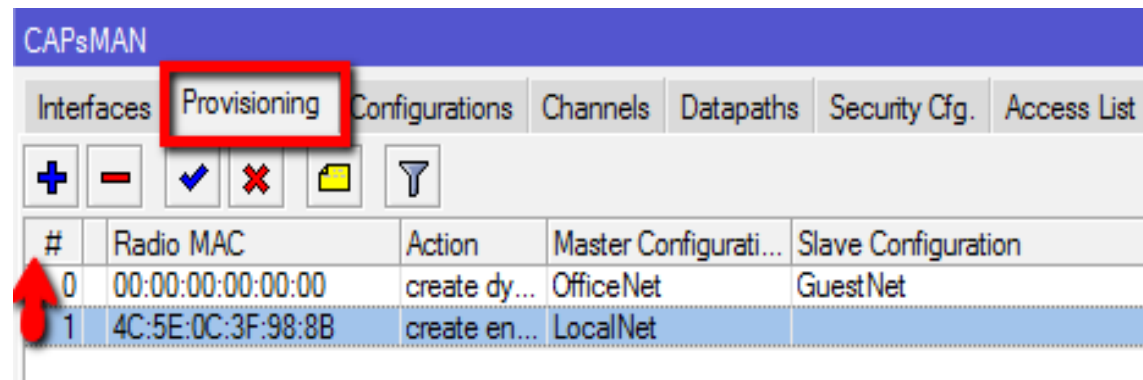 CAPsMAN
Interfaces Provisioning Configurations Channels Datapaths Security Cfg. Access List
# Radio MAC Action Master Configurati... Slave Configuration
0 00:00:00:00:00:00 create dy... OfficeNet GuestNet
1 4C:5E:0C:3F:98:8B create en... LocalNet